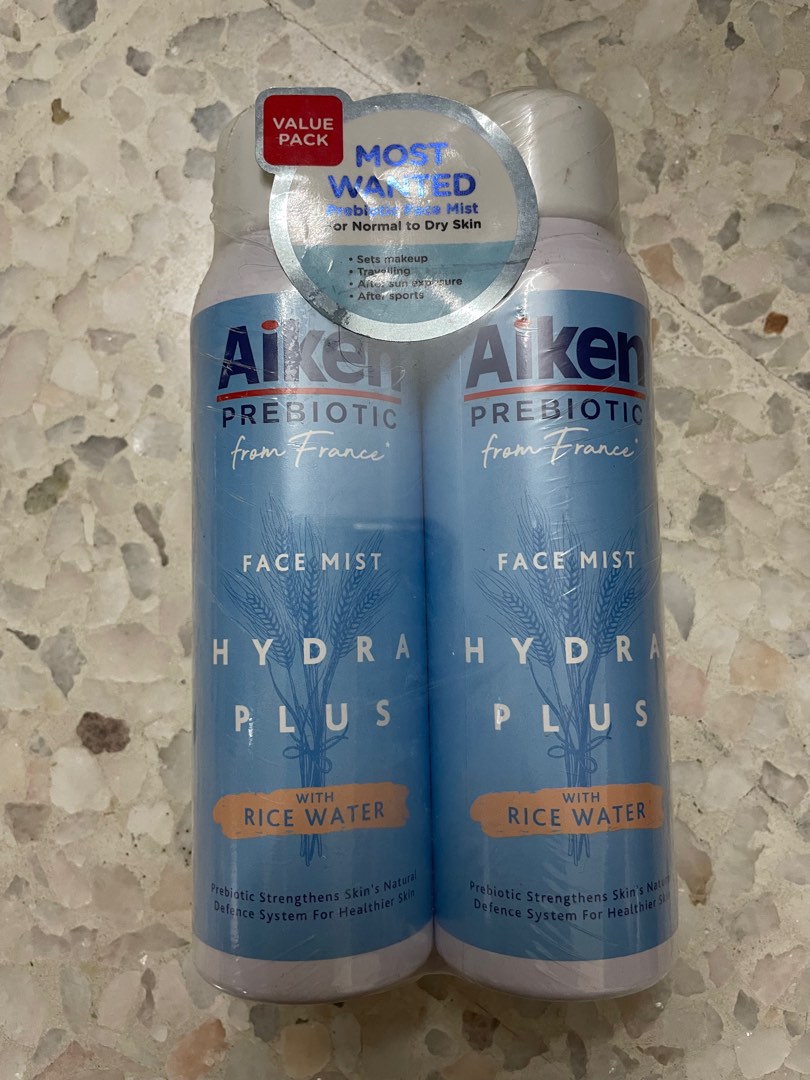 VALUE
PACK
MOST
WANTED
Prebiotic Face Mist
or Normal to Dry Skin
• Sets makeup
• Travelling
• After sun exposure
• After sports
Aiken
PREBIOTIC
from France*
FACE MIST
HYDRA
PLUS
WITH
RICE WATER
Prebiotic Strengthens Skin's Natural
Defence System For Healthier Skin
Aiken
PREBIOTIC
from France*
FACE MIST
HYDRA
PLUS
WITH
RICE WATER
Prebiotic Strengthens Skin's Natural
Defence System For Healthier Skin